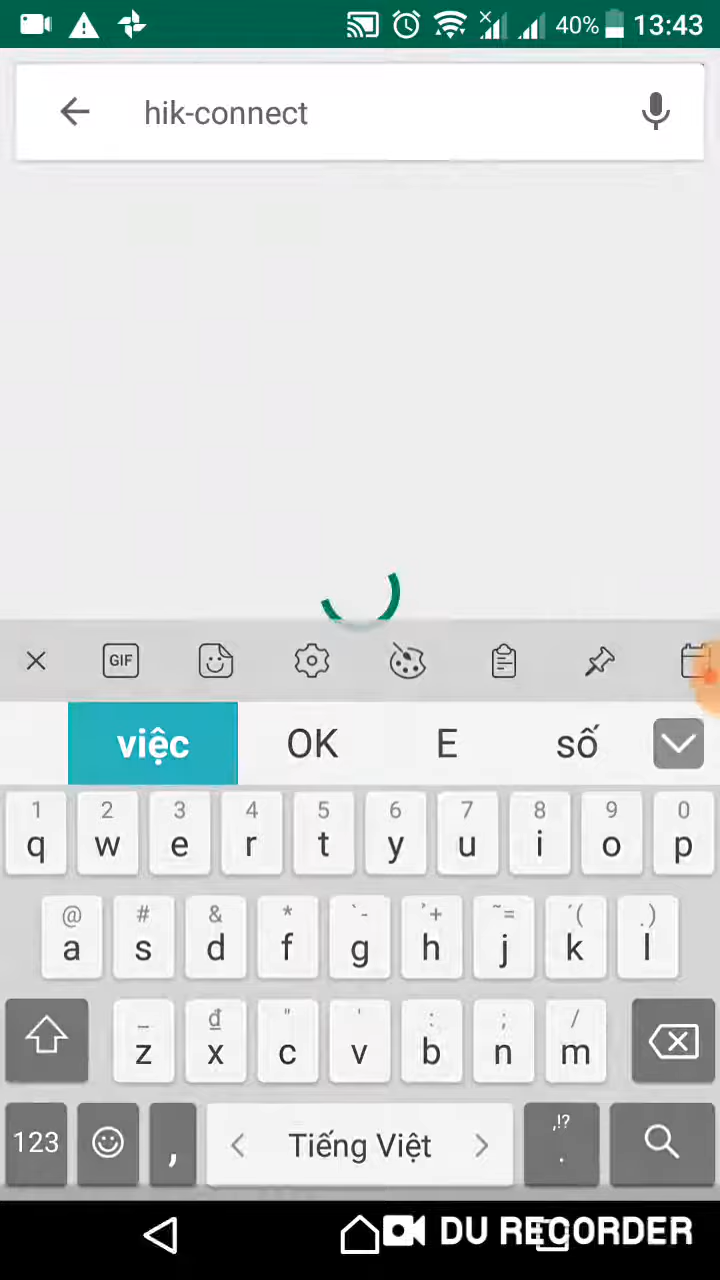 40% 13:43
hik-connect
GIF
việc OK E số
1 2 3 4 5 6 7 8 9 0
q w e r t y u i o p
@ # & * ` - ̉ + ~ = ´ ( . )
a s d f g h j k l
_ đ " ' : ; /
z x c v b n m
123 , < Tiếng Việt > ,!? .
DU RECORDER